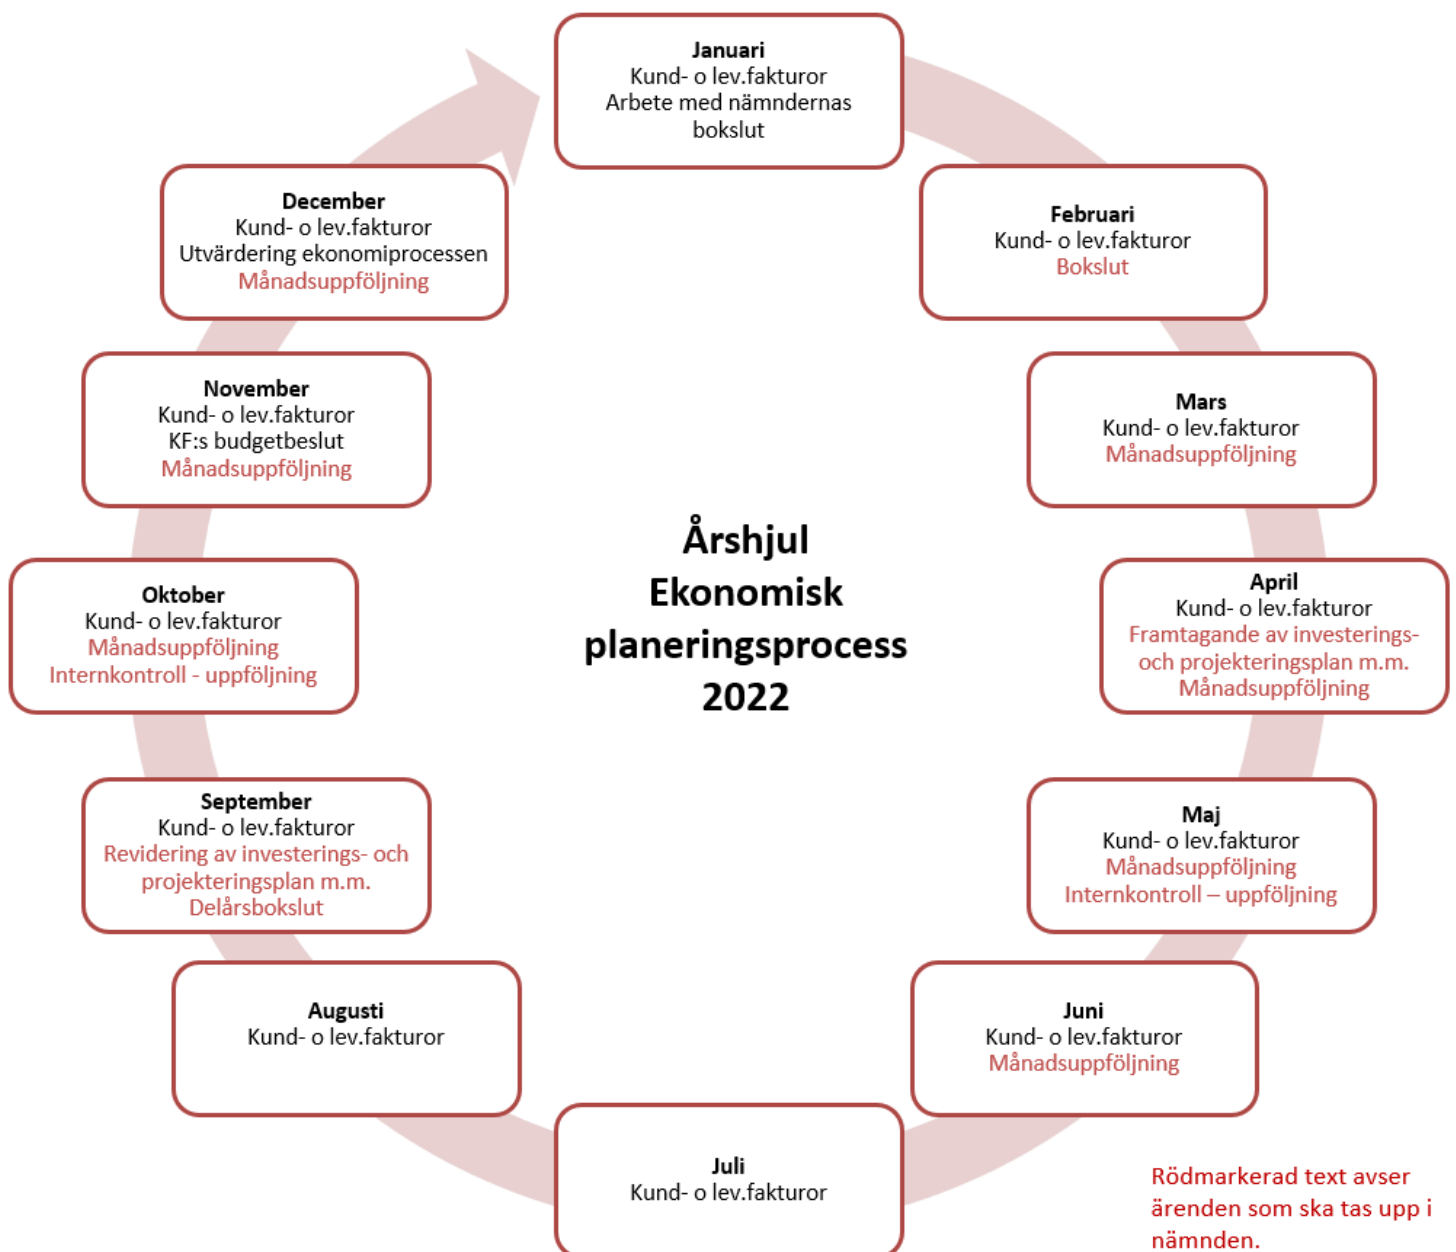 Januari
Kund- o lev.fakturor
Arbete med nämndernas
bokslut
Februari
Kund- o lev.fakturor
Bokslut
Mars
Kund- o lev.fakturor
Månadsuppföljning
April
Kund- o lev.fakturor
Framtagande av investerings-
och projekteringsplan m.m.
Månadsuppföljning
Maj
Kund- o lev.fakturor
Månadsuppföljning
Internkontroll – uppföljning
Juni
Kund- o lev.fakturor
Månadsuppföljning
Juli
Kund- o lev.fakturor
Augusti
Kund- o lev.fakturor
September
Kund- o lev.fakturor
Revidering av investerings- och
projekteringsplan m.m.
Delårsbokslut
Oktober
Kund- o lev.fakturor
Månadsuppföljning
Internkontroll - uppföljning
November
Kund- o lev.fakturor
KF:s budgetbeslut
Månadsuppföljning
December
Kund- o lev.fakturor
Utvärdering ekonomiprocessen
Månadsuppföljning
Årshjul
Ekonomisk
planeringsprocess
2022
Rödmarkerad text avser
ärenden som ska tas upp i
nämnden.